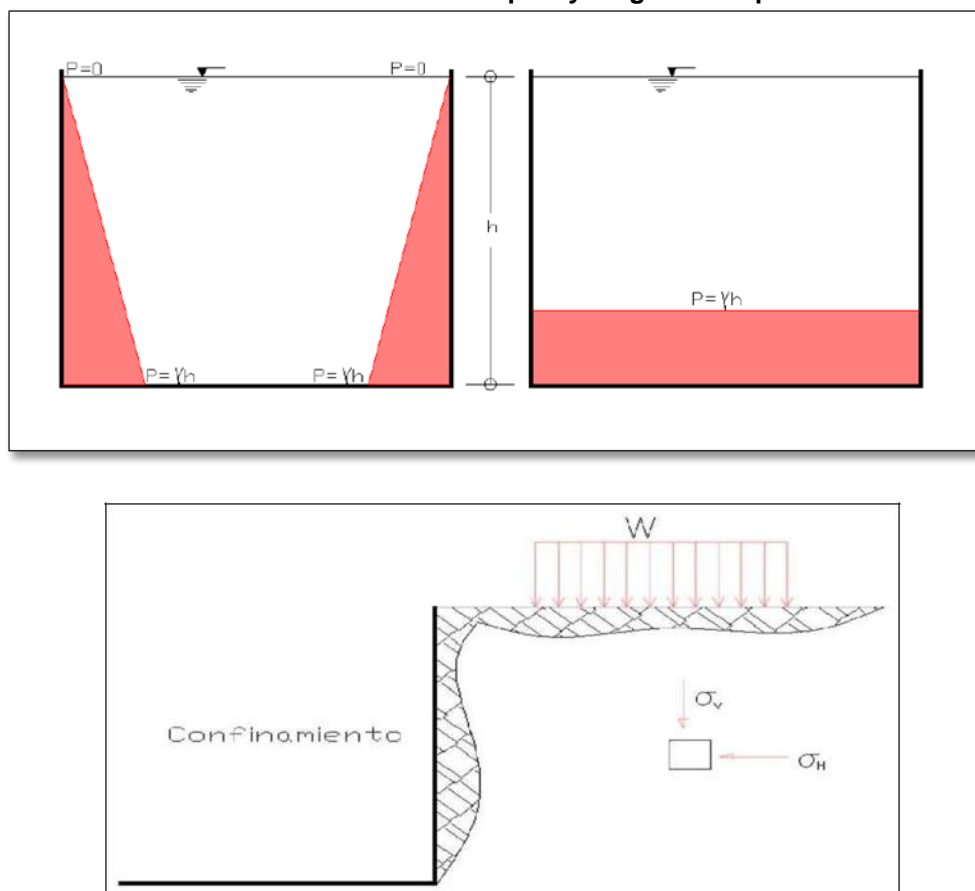 P=0
P=0
h
P=γh
P=γh
P=γh
W
σv
Confinamiento
σH